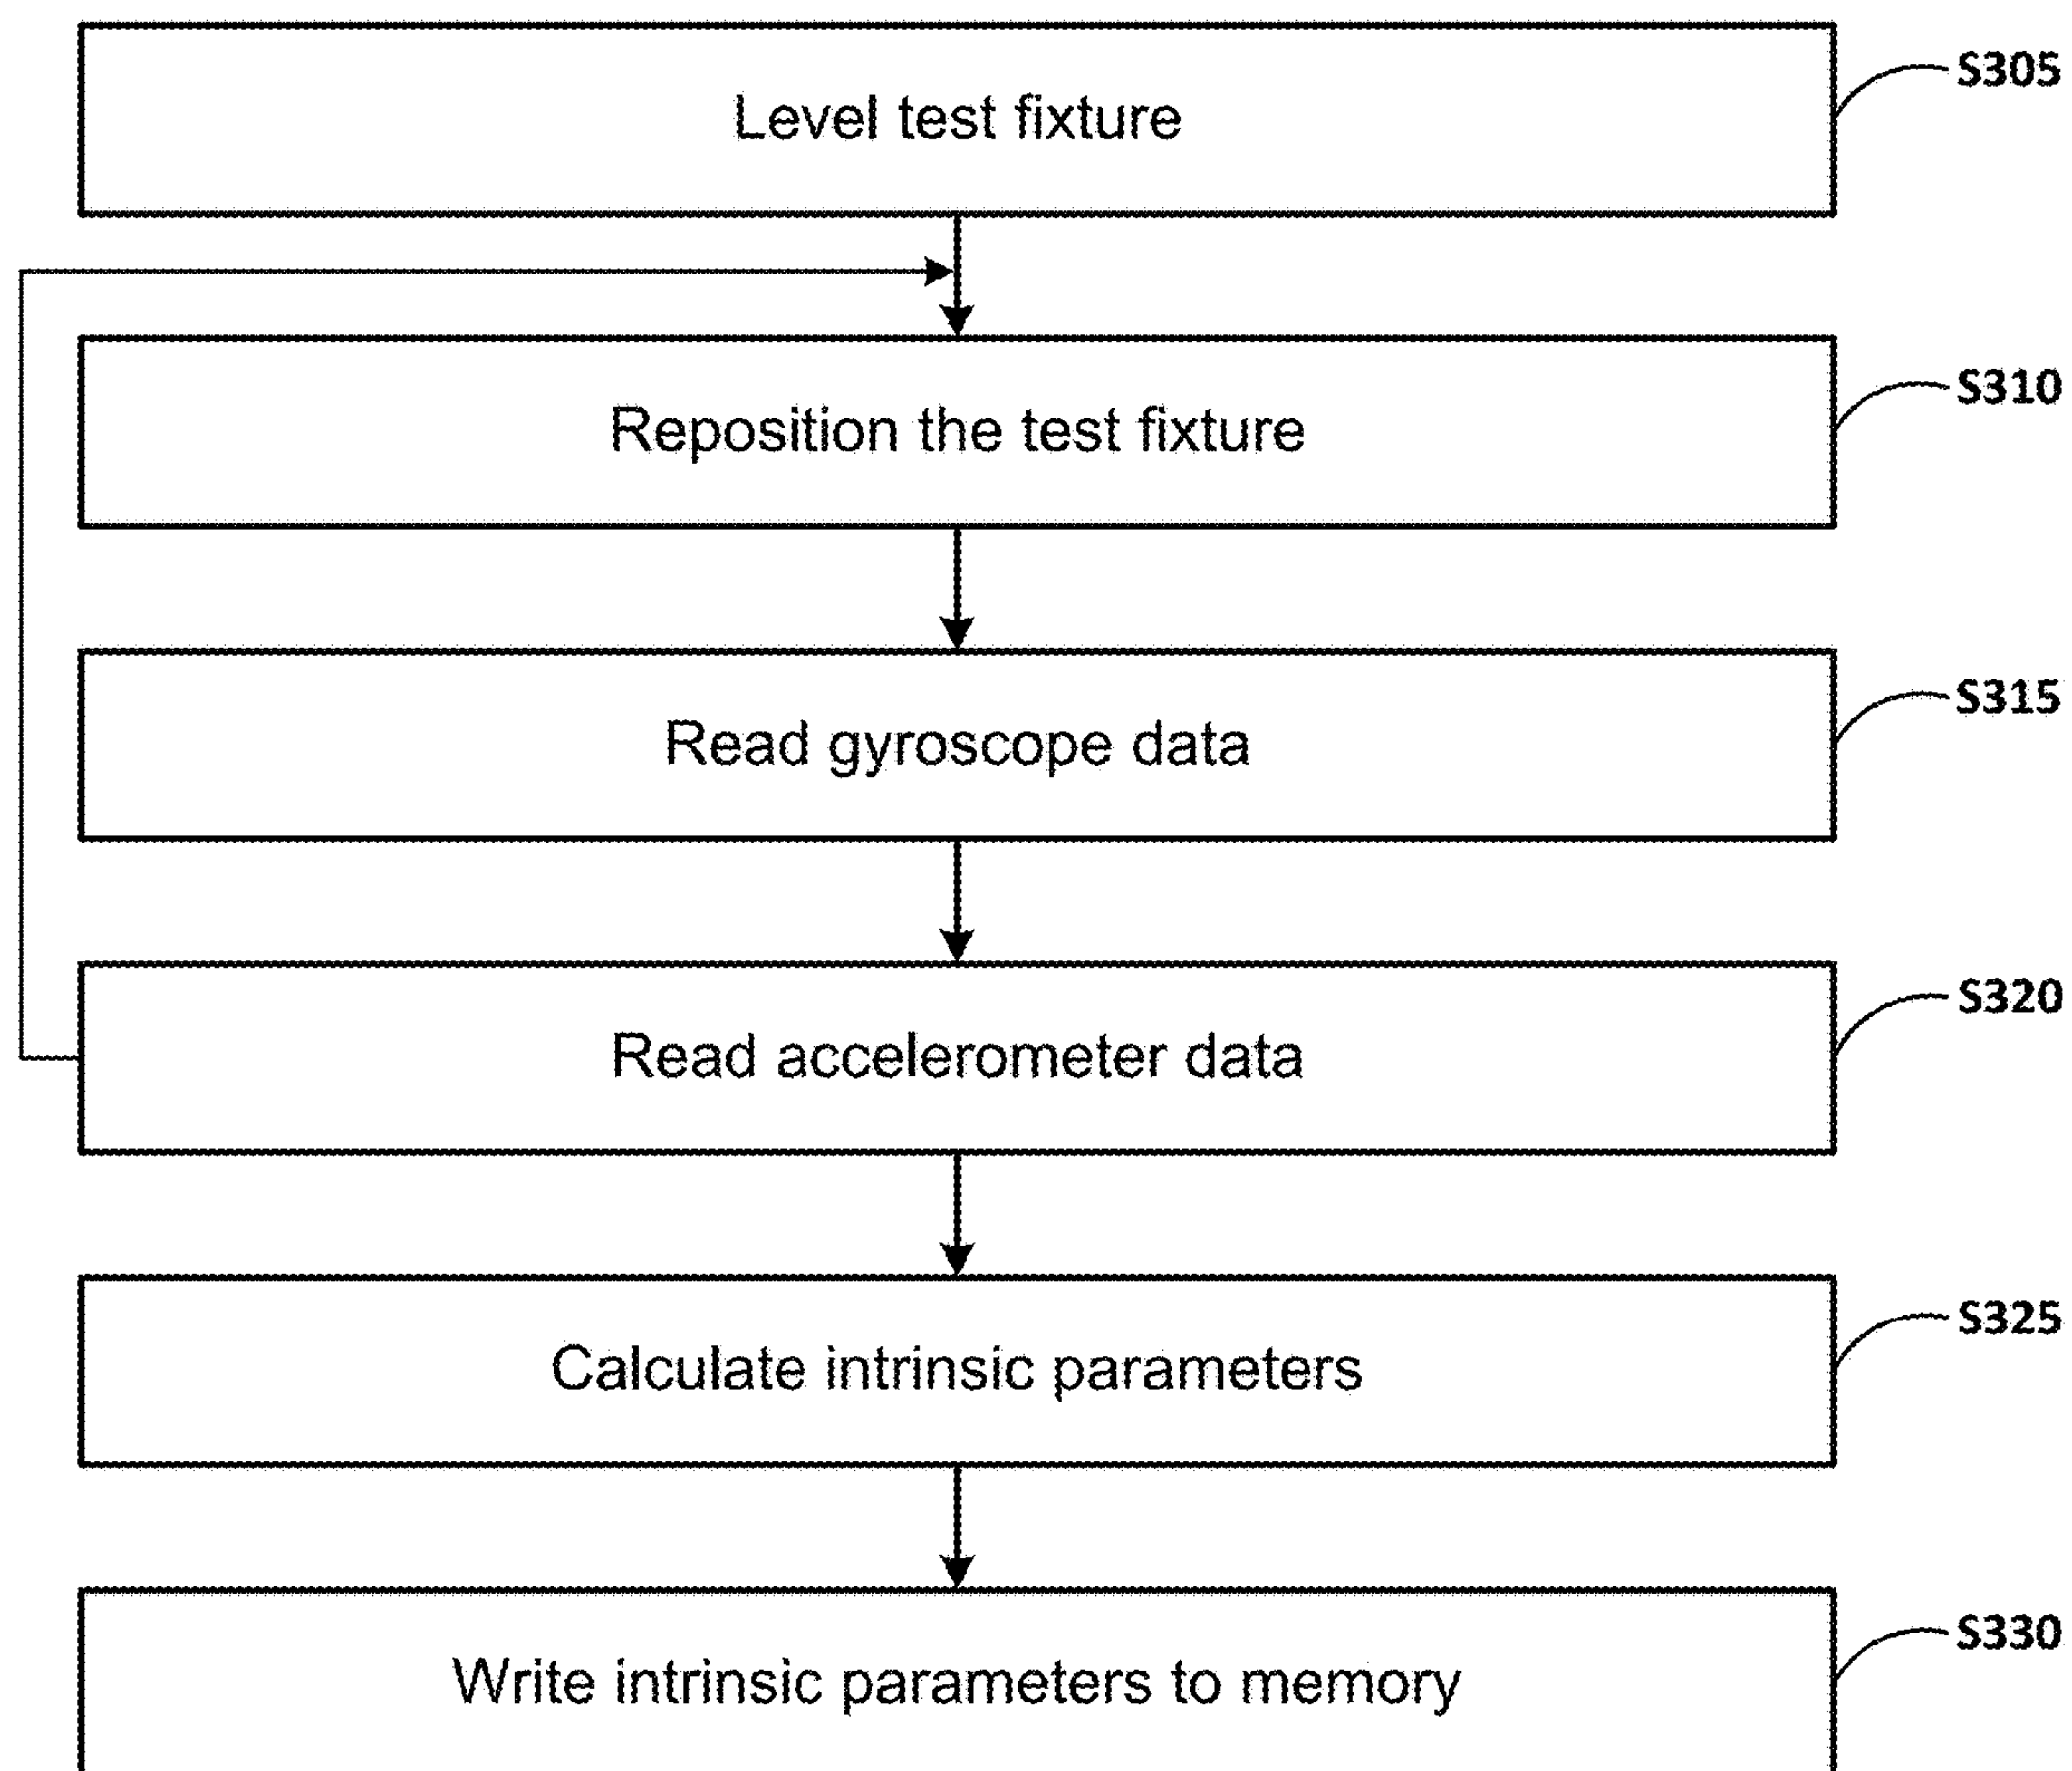 Level test fixture
S305
Reposition the test fixture
S310
Read gyroscope data
S315
Read accelerometer data
S320
Calculate intrinsic parameters
S325
Write intrinsic parameters to memory
S330